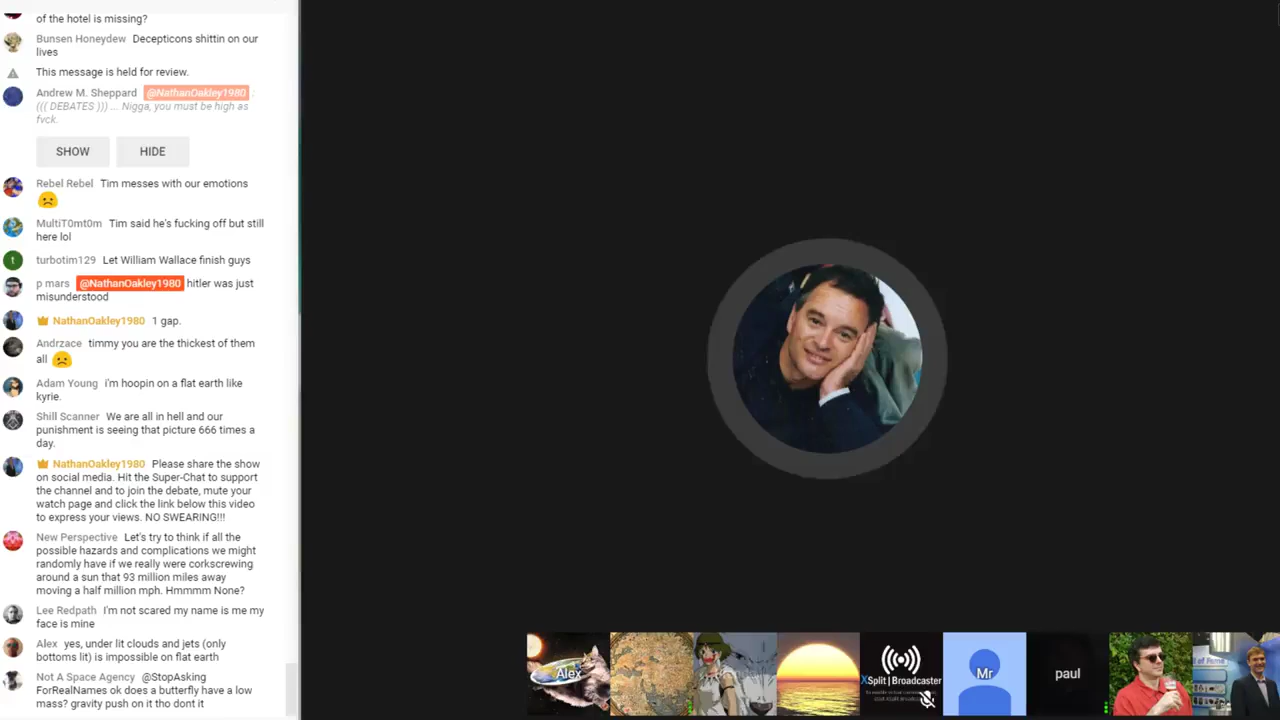 of the hotel is missing?
Bunsen Honeydew Decepticons shittin on our
lives
This message is held for review.
Andrew M. Sheppard @NathanOakley1980 :
((( DEBATES ))) ... Nigga, you must be high as
fvck.
SHOW HIDE
Rebel Rebel Tim messes with our emotions
MultiT0mt0m Tim said he's fucking off but still
here lol
t turbotim129 Let William Wallace finish guys
p mars @NathanOakley1980 hitler was just
misunderstood
NathanOakley1980 1 gap.
Andrzace timmy you are the thickest of them
all
Adam Young i'm hoopin on a flat earth like
kyrie.
Shill Scanner We are all in hell and our
punishment is seeing that picture 666 times a
day.
NathanOakley1980 Please share the show
on social media. Hit the Super-Chat to support
the channel and to join the debate, mute your
watch page and click the link below this video
to express your views. NO SWEARING!!!
New Perspective Let's try to think if all the
possible hazards and complications we might
randomly have if we really were corkscrewing
around a sun that 93 million miles away
moving a half million mph. Hmmmm None?
Lee Redpath I'm not scared my name is me my
face is mine
Alex yes, under lit clouds and jets (only
bottoms lit) is impossible on flat earth
Not A Space Agency @StopAsking
ForRealNames ok does a butterfly have a low
mass? gravity push on it tho dont it
Alex
XSplit | Broadcaster
Mr
paul